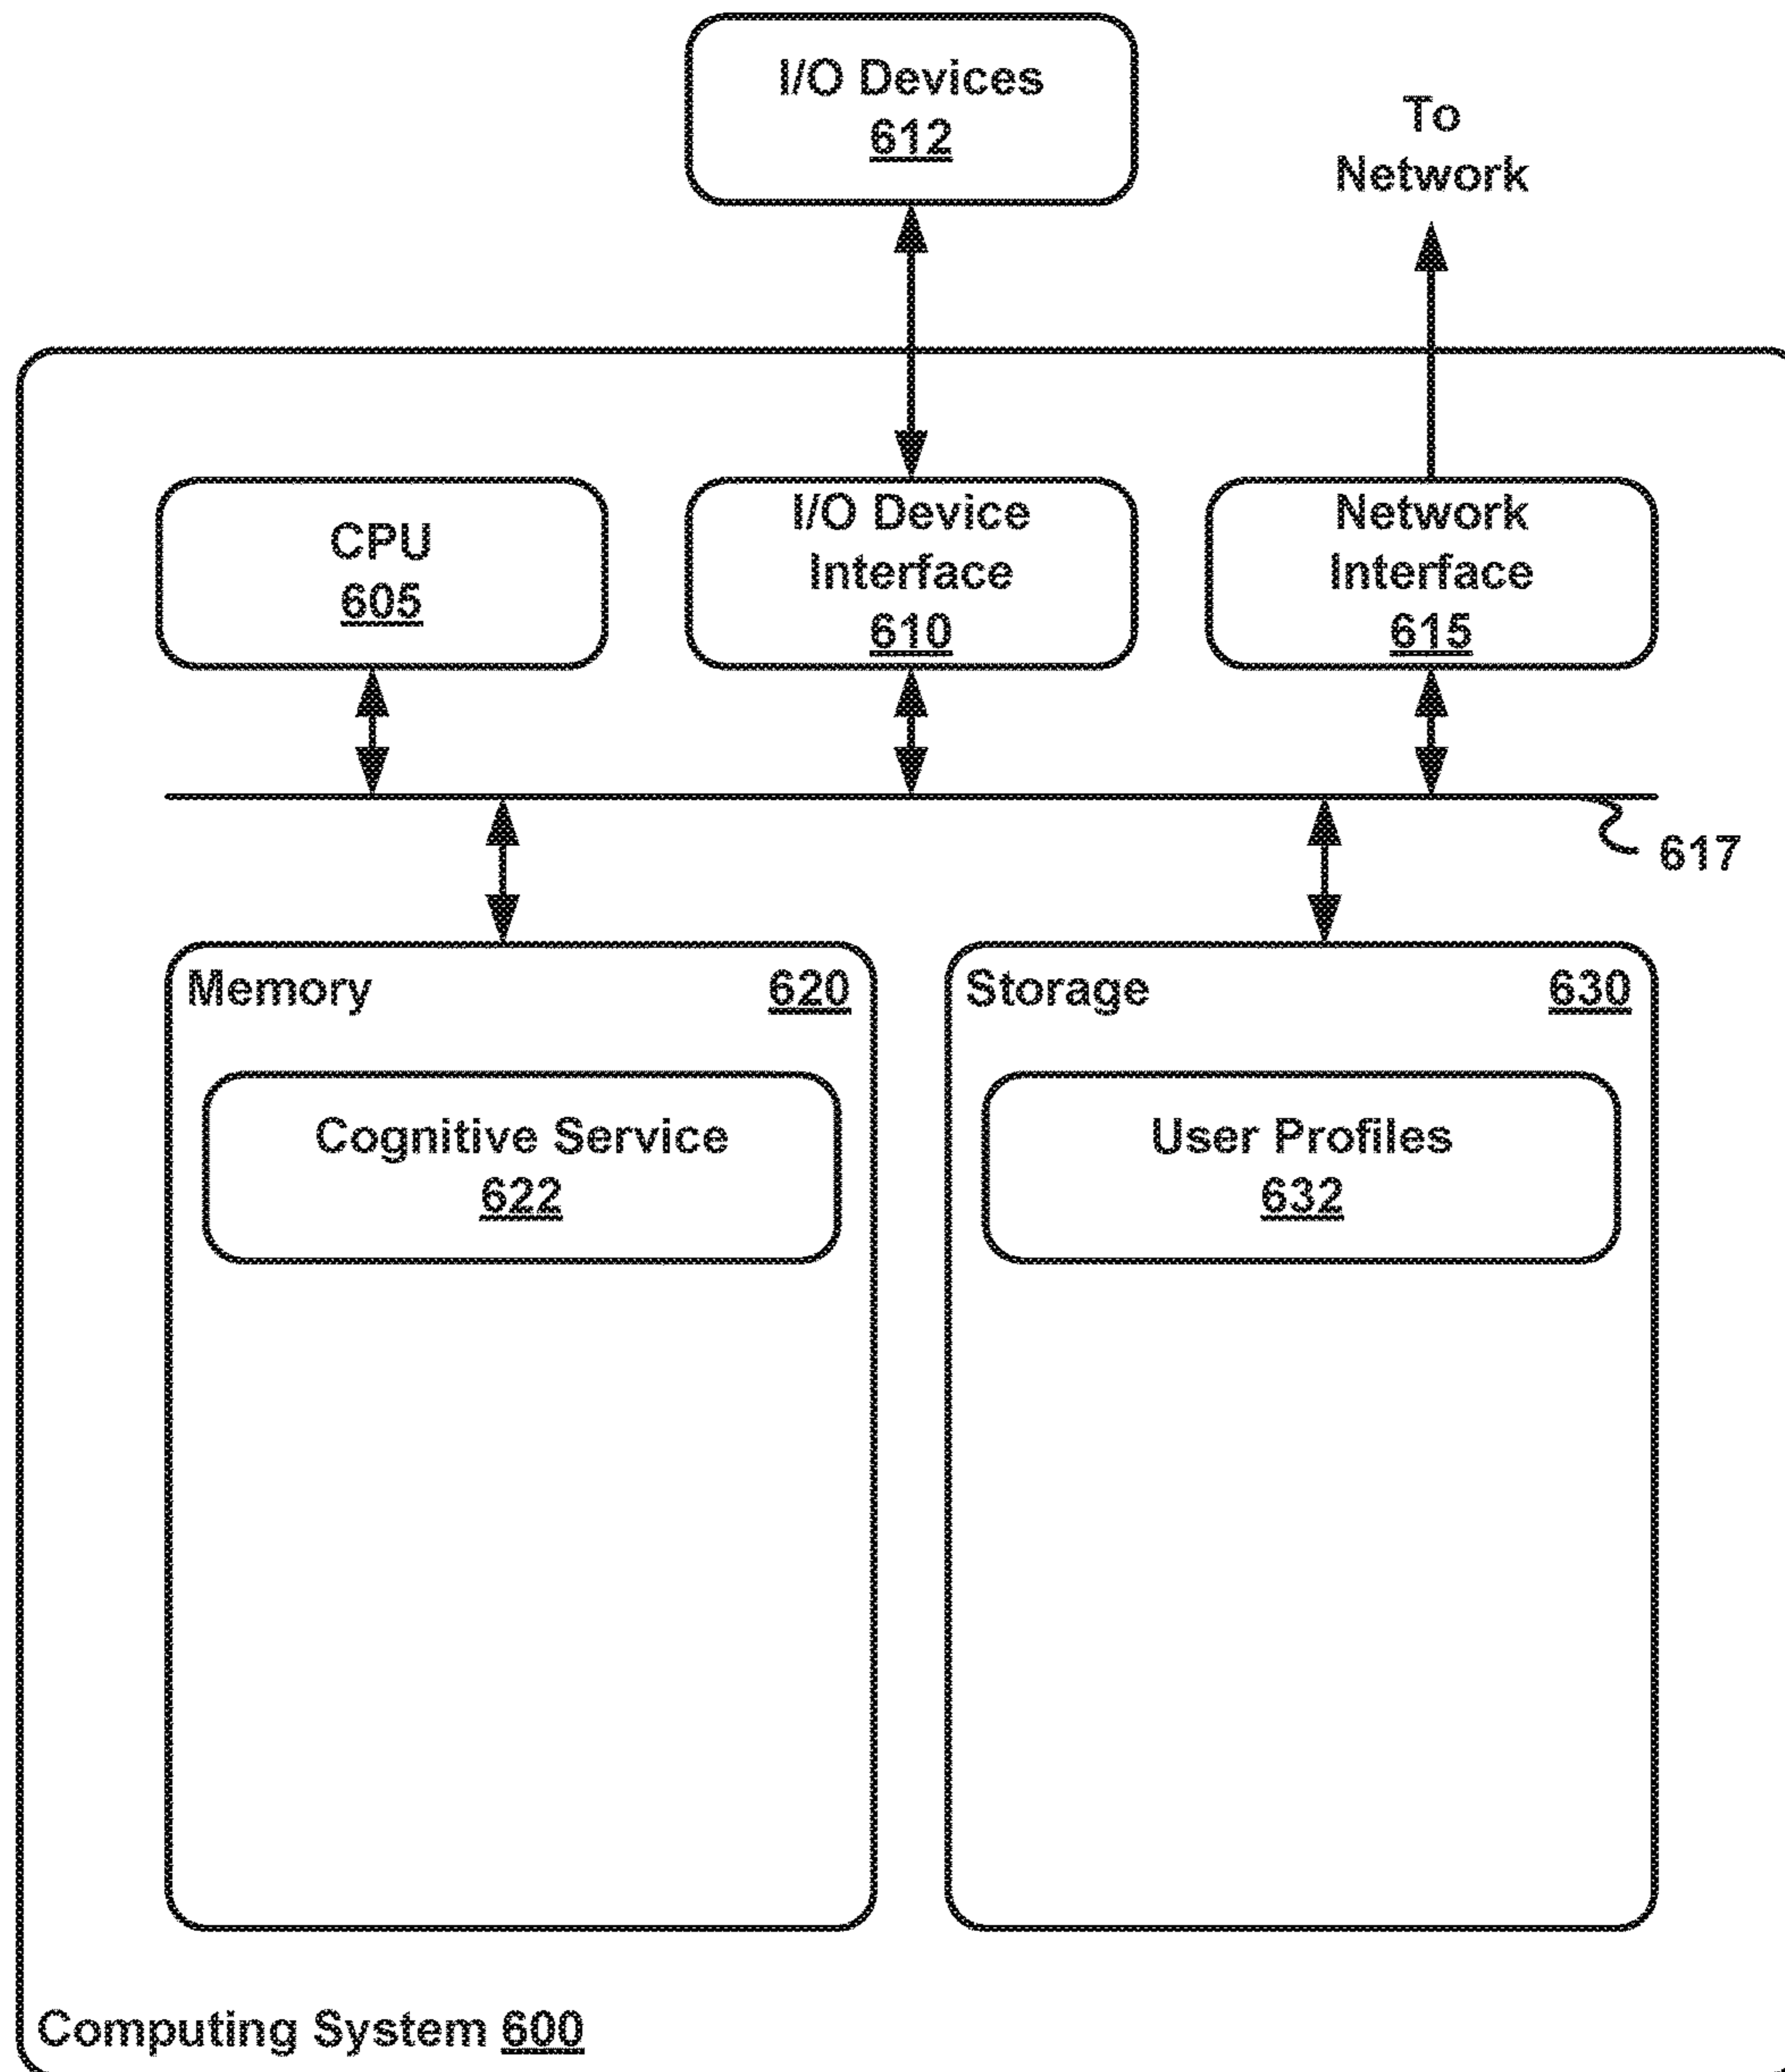 I/O Devices
612
To
Network
CPU
605
I/O Device
Interface
610
Network
Interface
615
617
Memory
620
Storage
630
Cognitive Service
622
User Profiles
632
Computing System 600